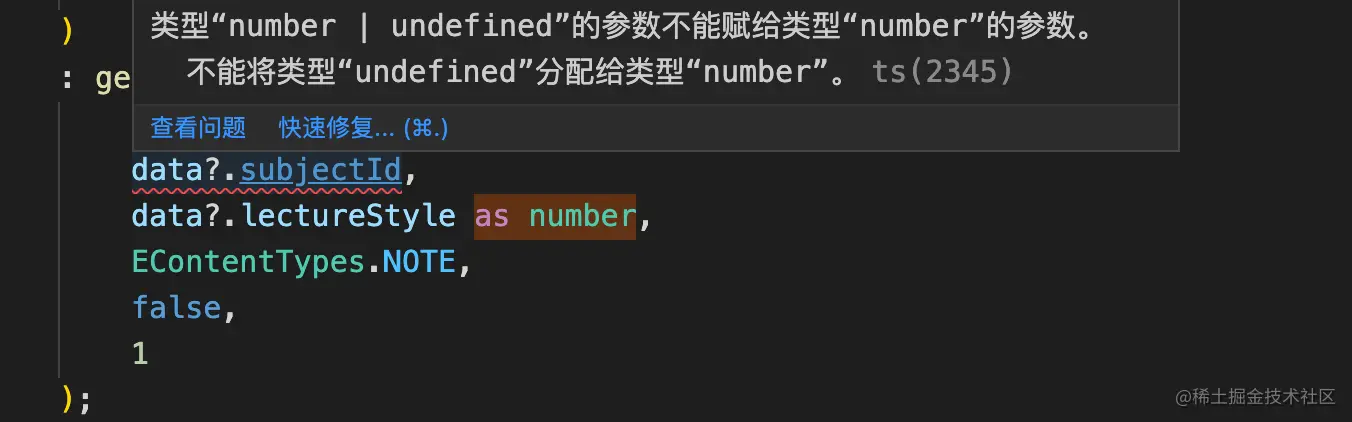 )
类型“number | undefined”的参数不能赋给类型“number”的参数。
不能将类型“undefined”分配给类型“number”。 ts(2345)
: ge
查看问题 快速修复... (⌘.)
data?.subjectId,
data?.lectureStyle as number,
EContentTypes.NOTE,
false,
1
);
@稀土掘金技术社区